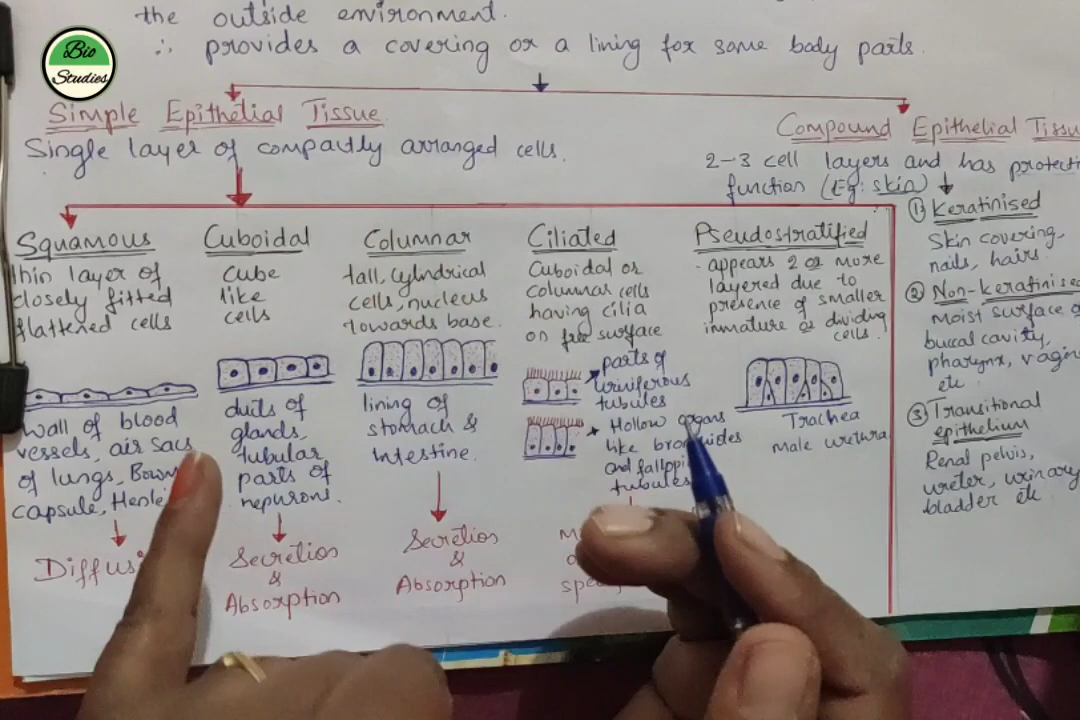 the outside environment.
∴ provides a covering or a lining for some body parts.
Bio
Studies
Simple Epithelial Tissue
Single layer of compactly arranged cells.
Compound Epithelial Tissu
2-3 cell layers and has protecti
function (Eg: skin)
Squamous
thin layer of
closely fitted
flattened cells
wall of blood
vessels, air sacs
of lungs, Bowm
capsule, Henle
Diffusi
Cuboidal
Cube
like
cells
ducts of
glands,
tubular
parts of
nephrons.
Secretion
&
Absorption
Columnar
tall, cylindrical
cells, nucleus
towards base.
lining of
stomach &
Intestine.
Secretion
&
Absorption
Ciliated
Cuboidal or
columnar cells
having cilia
on free surface
parts of
Uriniferous
tubules
Hollow organs
like bro
and fallopi
tubules
Pseudostratified
- appears 2 or more
layered due to
presence of smaller
immature or dividing
cells.
Trachea
male uretura
① Keratinised
Skin covering,
nails, hairs.
② Non-keratinised
moist surface o
buccal cavity,
pharynx, vagin
etc
③ Transitional
epithelium
Renal pelvis,
ureter, urinary
bladder etc